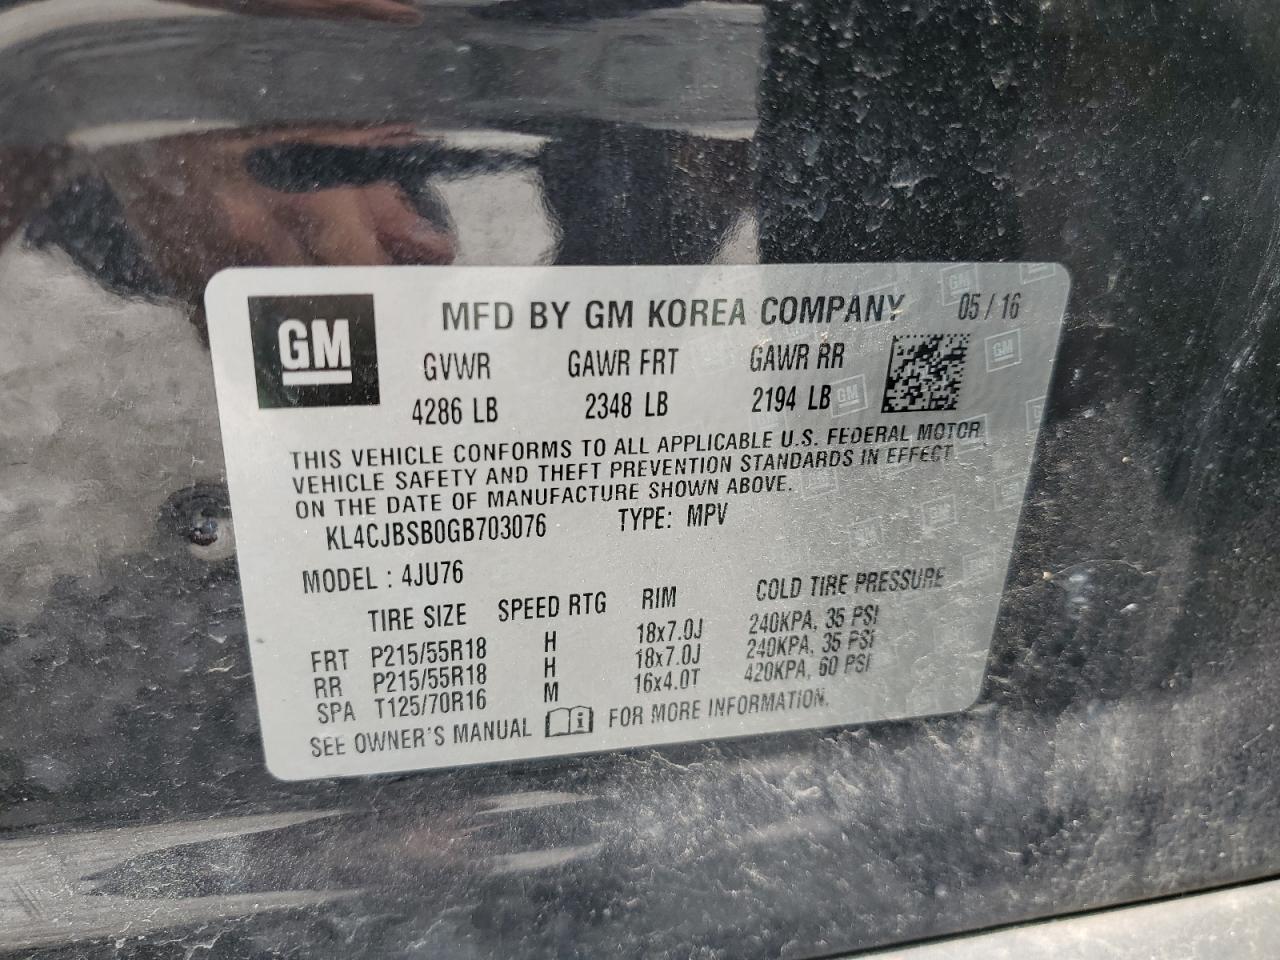 GM
MFD BY GM KOREA COMPANY 05 / 16
GVWR GAWR FRT GAWR RR
4286 LB 2348 LB 2194 LB
THIS VEHICLE CONFORMS TO ALL APPLICABLE U.S. FEDERAL MOTOR
VEHICLE SAFETY AND THEFT PREVENTION STANDARDS IN EFFECT
ON THE DATE OF MANUFACTURE SHOWN ABOVE.
KL4CJBSB0GB703076 TYPE: MPV
MODEL : 4JU76
TIRE SIZE SPEED RTG RIM COLD TIRE PRESSURE
FRT P215/55R18 H 18x7.0J 240KPA, 35 PSI
RR P215/55R18 H 18x7.0J 240KPA, 35 PSI
SPA T125/70R16 M 16x4.0T 420KPA, 60 PSI
SEE OWNER'S MANUAL FOR MORE INFORMATION.